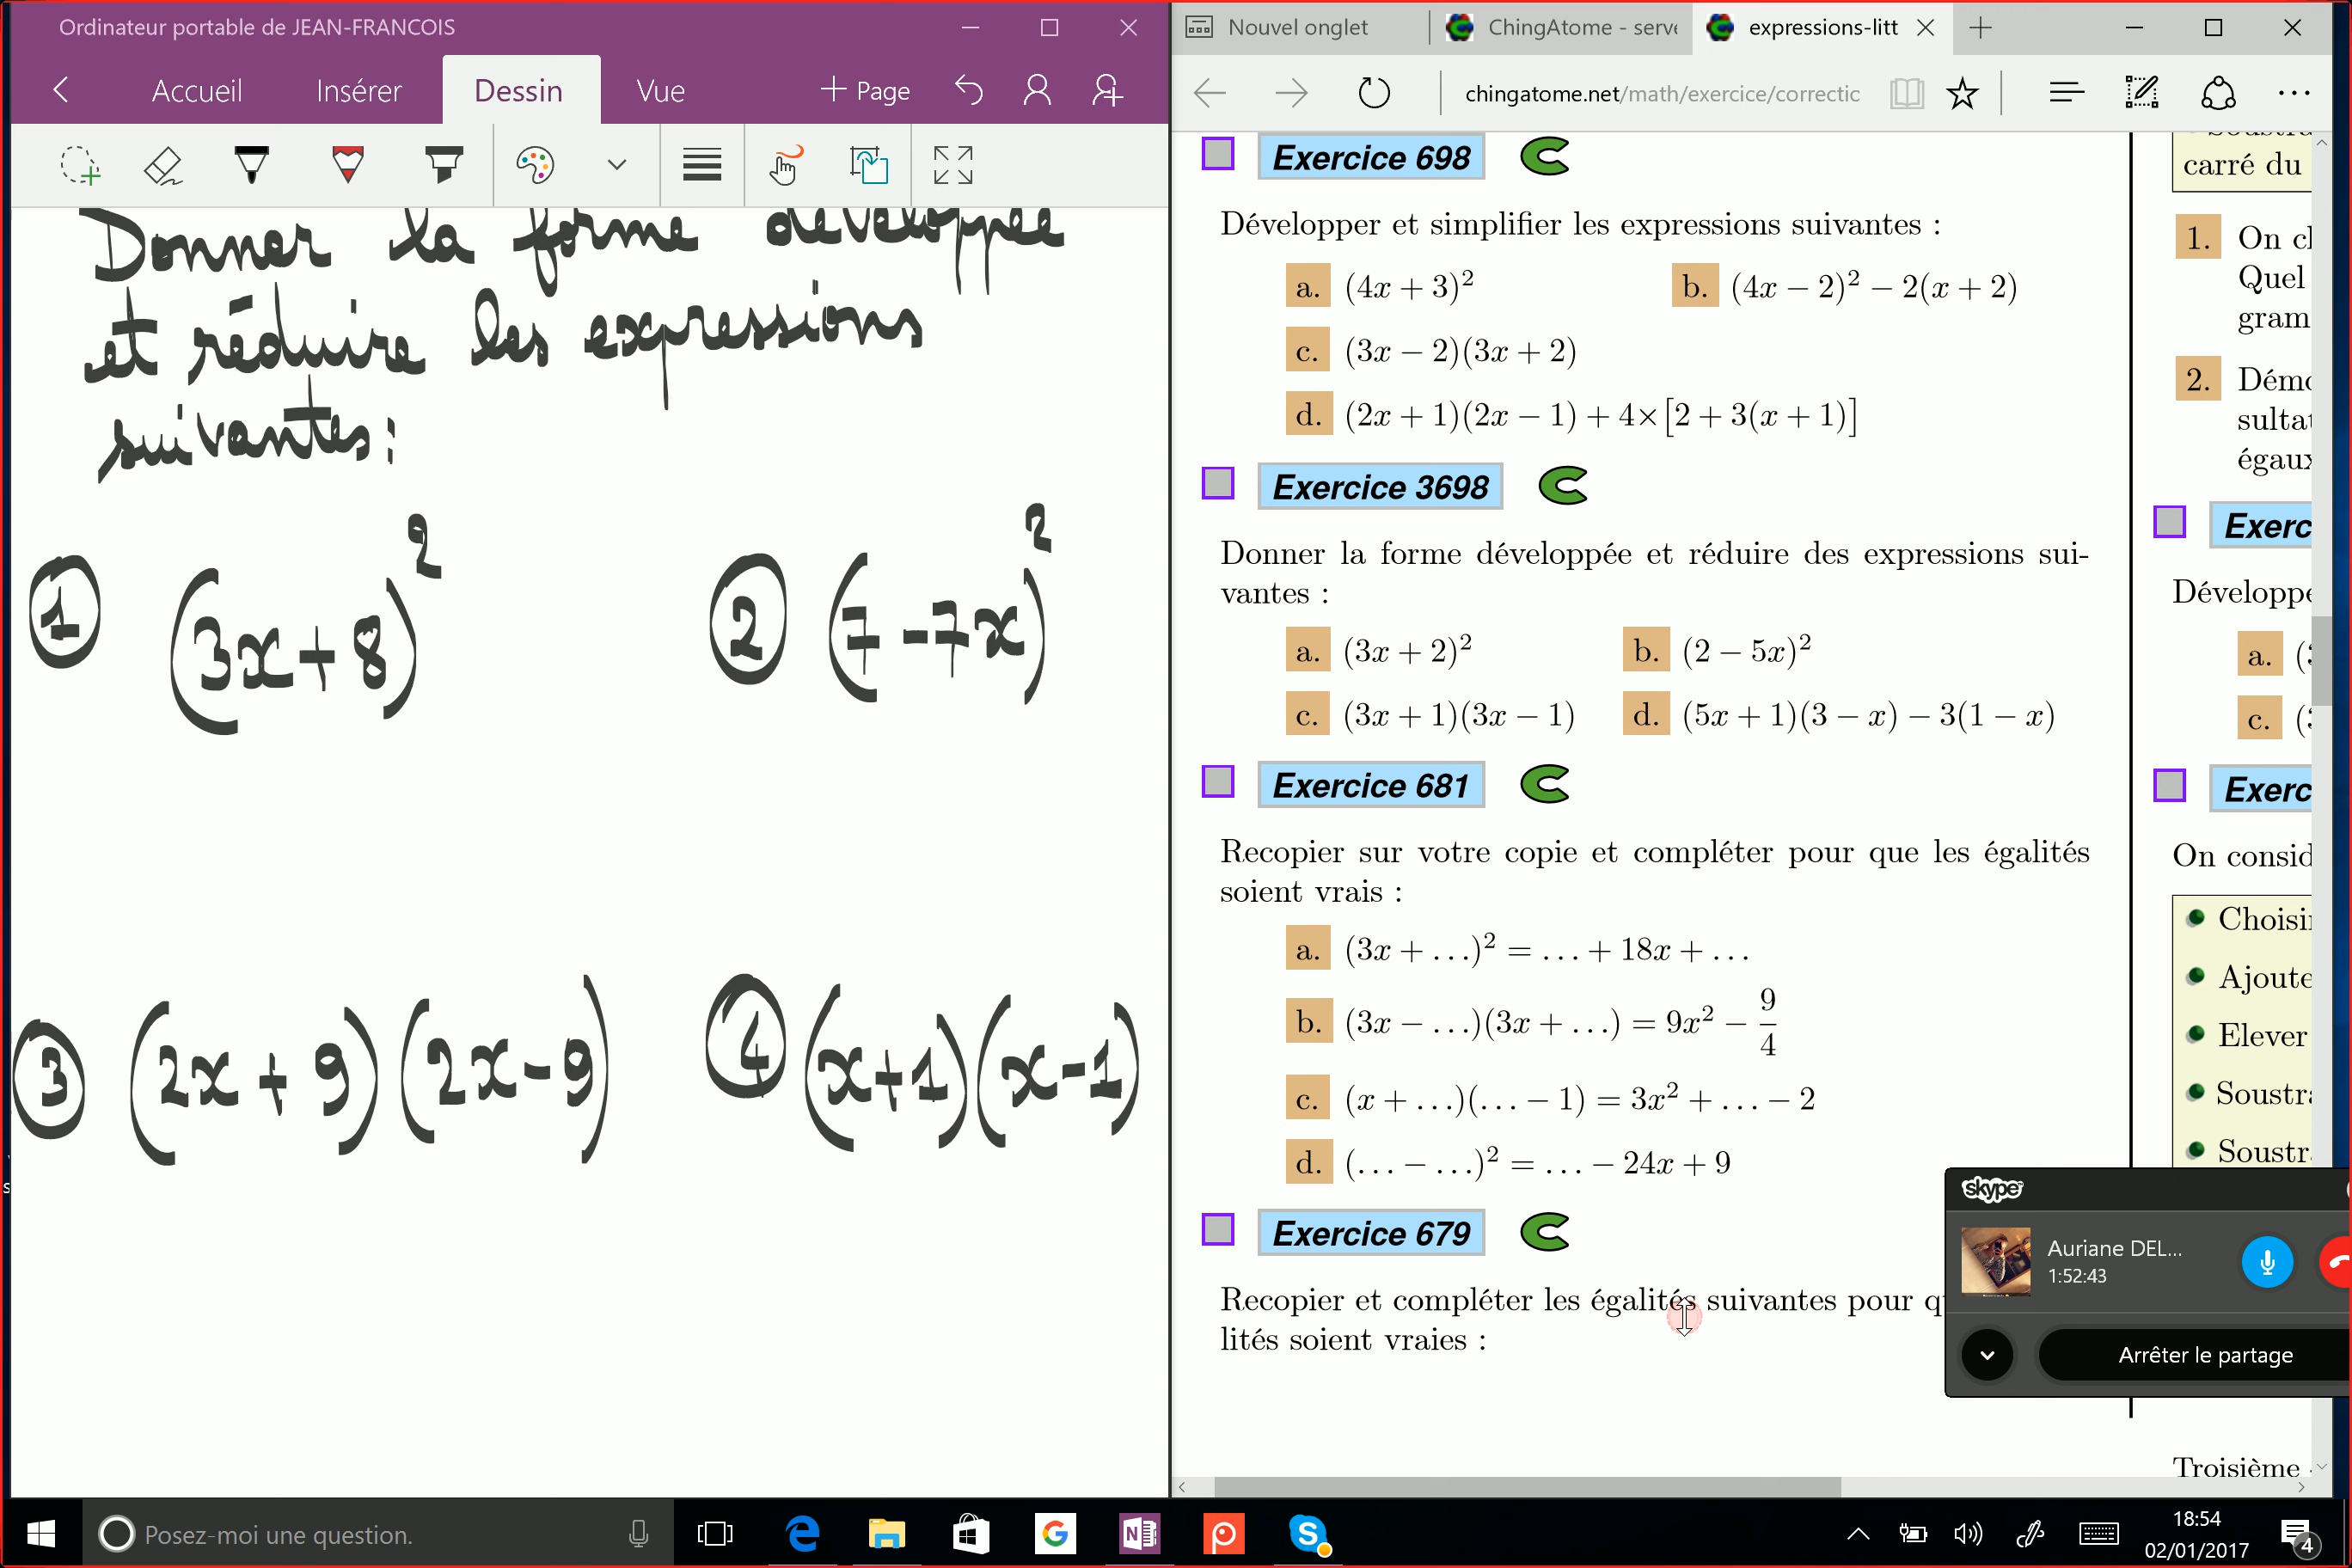 Ordinateur portable de JEAN-FRANCOIS
Accueil Insérer Dessin Vue + Page
Donner la forme développée
et réduire les expressions
suivantes :
① (3x+8)²
② (7-7x)²
③ (2x+9)(2x-9)
④ (x+1)(x-1)
Nouvel onglet ChingAtome - serve expressions-litt
chingatome.net/math/exercice/correctic
Exercice 698
Développer et simplifier les expressions suivantes :
a. (4x + 3)² b. (4x − 2)² − 2(x + 2)
c. (3x − 2)(3x + 2)
d. (2x + 1)(2x − 1) + 4×[2 + 3(x + 1)]
Exercice 3698
Donner la forme développée et réduire des expressions sui-
vantes :
a. (3x + 2)² b. (2 − 5x)²
c. (3x + 1)(3x − 1) d. (5x + 1)(3 − x) − 3(1 − x)
Exercice 681
Recopier sur votre copie et compléter pour que les égalités
soient vrais :
a. (3x + ...)² = ... + 18x + ...
b. (3x − ...)(3x + ...) = 9x² − 9/4
c. (x + ...)(... − 1) = 3x² + ... − 2
d. (... − ...)² = ... − 24x + 9
Exercice 679
Recopier et compléter les égalités suivantes pour q
lités soient vraies :
carré du
1. On cl
Quel
gram
2. Démo
sultat
égaux
Exerc
Développe
a. (
c. (
Exerc
On consid
Choisi
Ajoute
Elever
Soustra
Soustr
Troisième
skype
Auriane DEL...
1:52:43
Arrêter le partage
Posez-moi une question.
18:54
02/01/2017
4